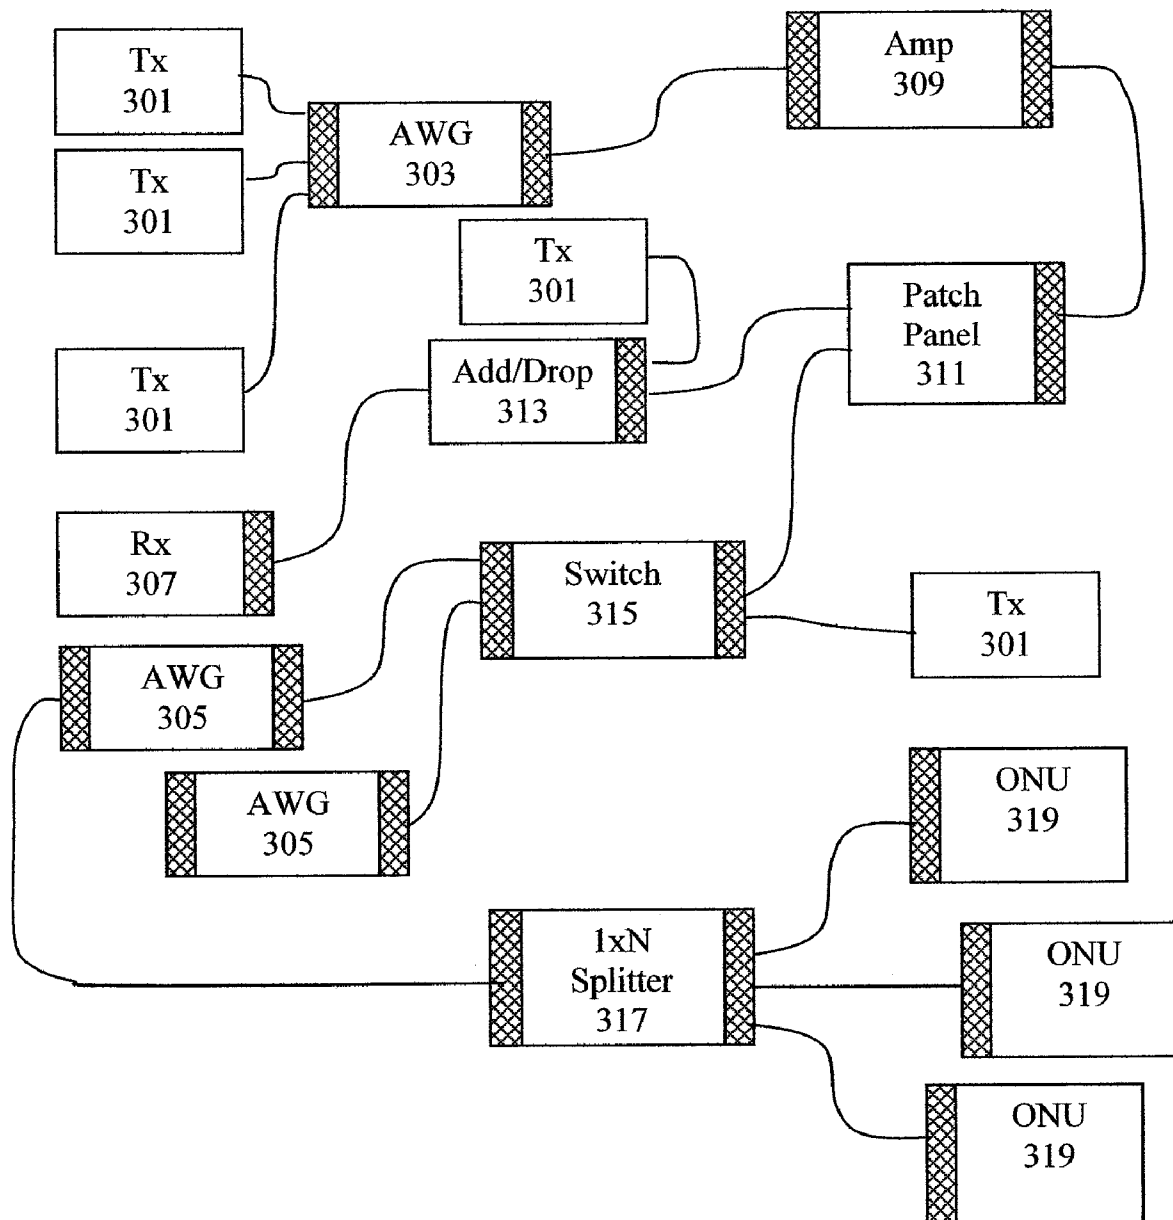 Tx
301
Amp
309
AWG
303
Tx
301
Tx
301
Patch
Panel
311
Tx
301
Add/Drop
313
Rx
307
Switch
315
Tx
301
AWG
305
AWG
305
ONU
319
1xN
Splitter
317
ONU
319
ONU
319